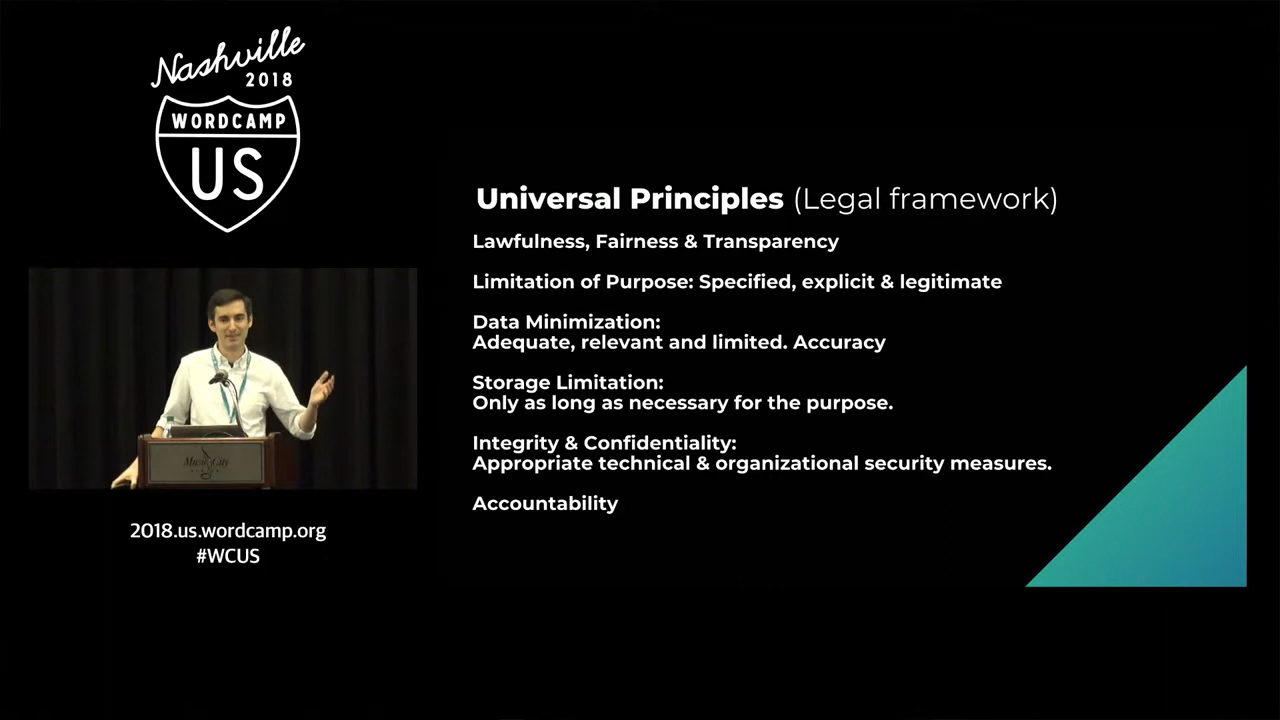 Nashville
2018
WORDCAMP
US
Universal Principles (Legal framework)
Lawfulness, Fairness & Transparency
Limitation of Purpose: Specified, explicit & legitimate
Data Minimization:
Adequate, relevant and limited. Accuracy
Storage Limitation:
Only as long as necessary for the purpose.
Integrity & Confidentiality:
Appropriate technical & organizational security measures.
Accountability
Music City
2018.us.wordcamp.org
#WCUS